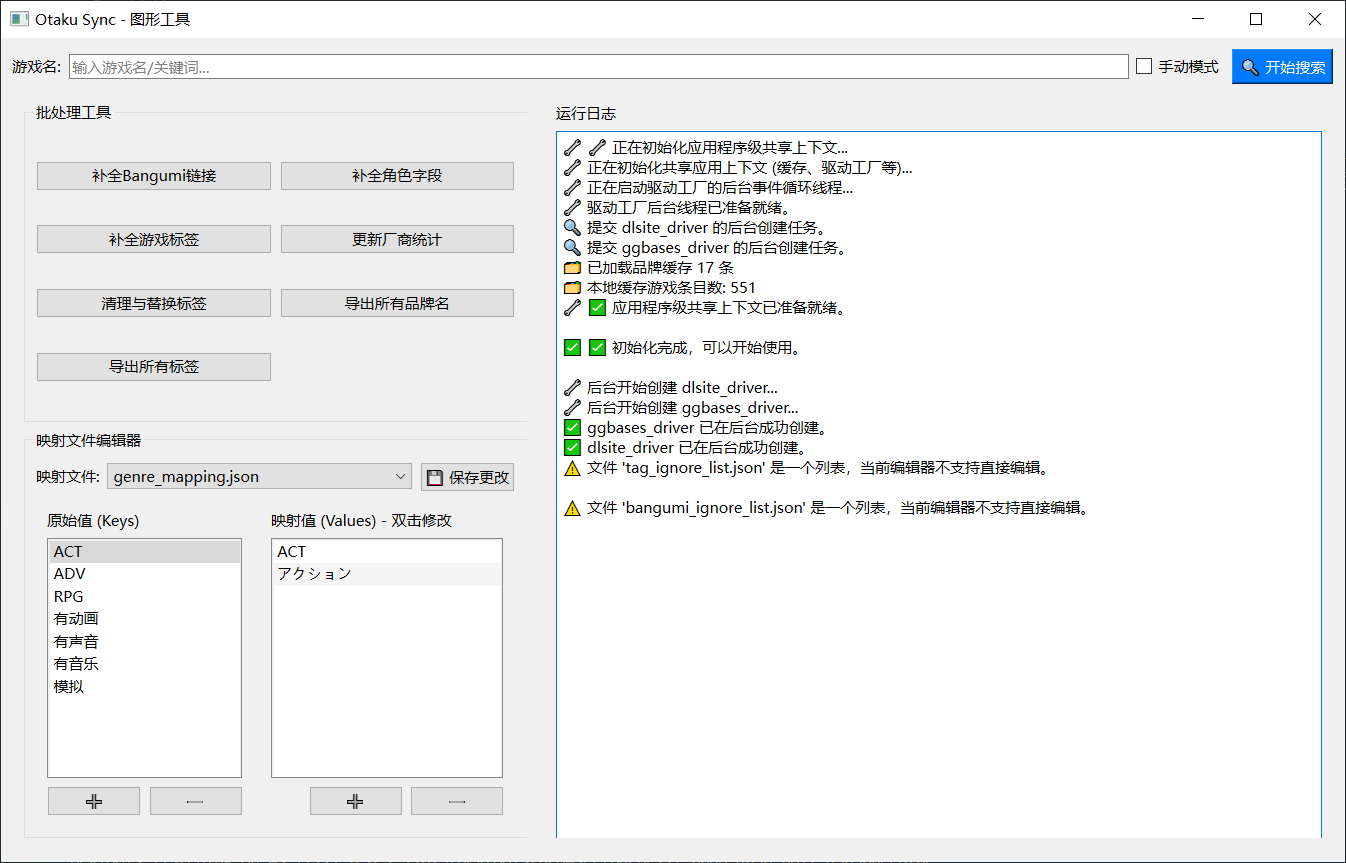 Otaku Sync - 图形工具
游戏名: 输入游戏名/关键词... 手动模式 开始搜索
批处理工具
补全Bangumi链接 补全角色字段
补全游戏标签 更新厂商统计
清理与替换标签 导出所有品牌名
导出所有标签
映射文件编辑器
映射文件: genre_mapping.json 保存更改
原始值 (Keys)
ACT
ADV
RPG
有动画
有声音
有音乐
模拟
映射值 (Values) - 双击修改
ACT
アクション
运行日志
正在初始化应用程序级共享上下文...
正在初始化共享应用上下文 (缓存、驱动工厂等)...
正在启动驱动工厂的后台事件循环线程...
驱动工厂后台线程已准备就绪。
提交 dlsite_driver 的后台创建任务。
提交 ggbases_driver 的后台创建任务。
已加载品牌缓存 17 条
本地缓存游戏条目数: 551
应用程序级共享上下文已准备就绪。
初始化完成，可以开始使用。
后台开始创建 dlsite_driver...
后台开始创建 ggbases_driver...
ggbases_driver 已在后台成功创建。
dlsite_driver 已在后台成功创建。
文件 'tag_ignore_list.json' 是一个列表，当前编辑器不支持直接编辑。
文件 'bangumi_ignore_list.json' 是一个列表，当前编辑器不支持直接编辑。